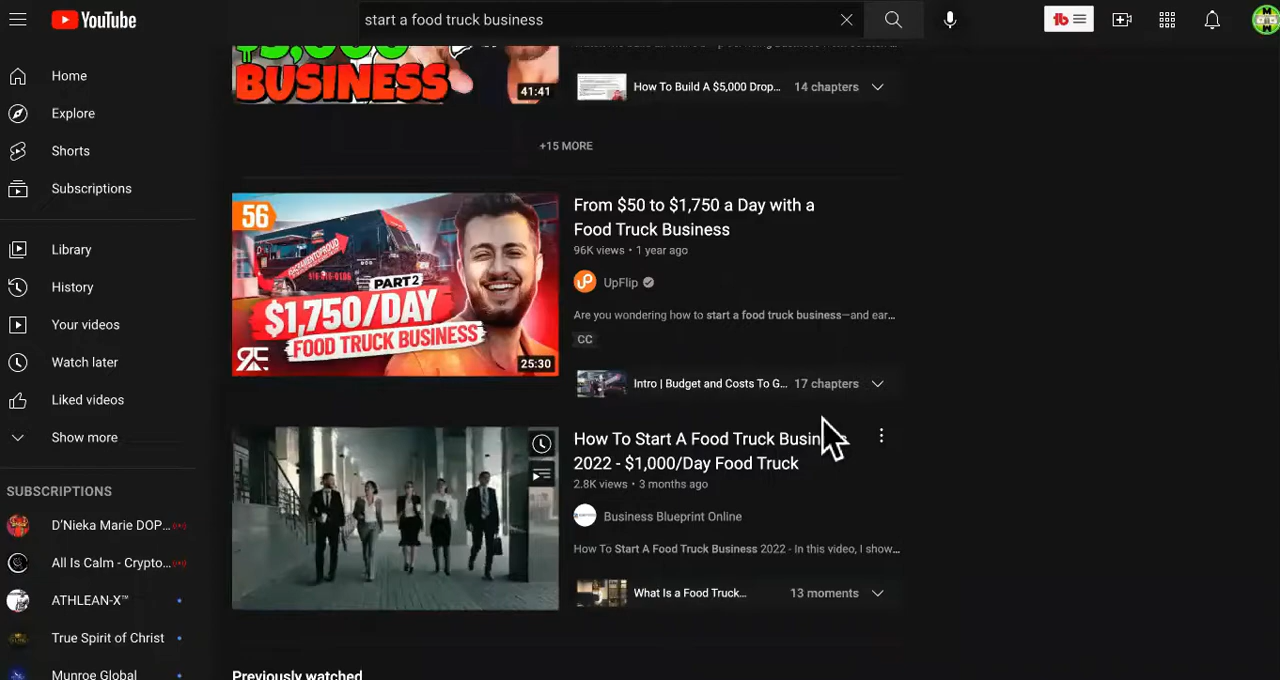 YouTube
start a food truck business
tb
Home
Explore
Shorts
Subscriptions
Library
History
Your videos
Watch later
Liked videos
Show more
SUBSCRIPTIONS
D'Nieka Marie DOP...
All Is Calm - Crypto...
ATHLEAN-X™
True Spirit of Christ
Munroe Global
BUSINESS
41:41
How To Build A $5,000 Drop...
14 chapters
+15 MORE
56
PART 2
$1,750/DAY
FOOD TRUCK BUSINESS
25:30
From $50 to $1,750 a Day with a
Food Truck Business
96K views • 1 year ago
UpFlip
Are you wondering how to start a food truck business—and ear...
CC
Intro | Budget and Costs To G...
17 chapters
How To Start A Food Truck Busin
2022 - $1,000/Day Food Truck
2.8K views • 3 months ago
Business Blueprint Online
How To Start A Food Truck Business 2022 - In this video, I show...
What Is a Food Truck...
13 moments
Previously watched